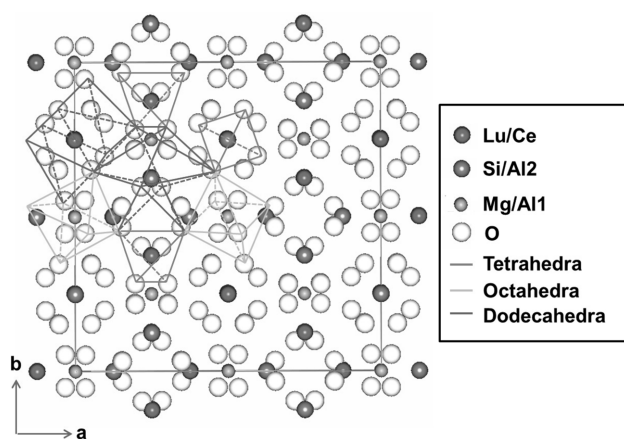 Lu/Ce
Si/Al2
Mg/Al1
O
Tetrahedra
Octahedra
Dodecahedra
b
a